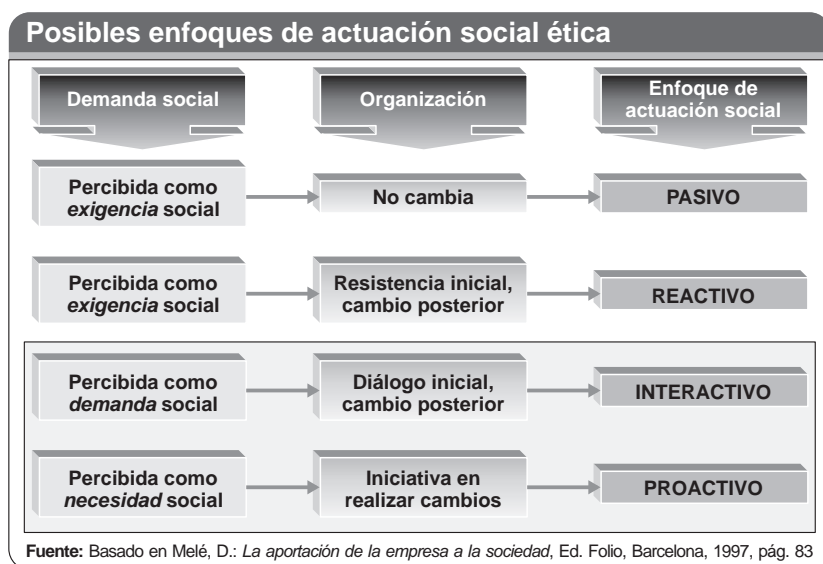 Posibles enfoques de actuación social ética
Demanda social
Organización
Enfoque de
actuación social
Percibida como
exigencia social
No cambia
PASIVO
Percibida como
exigencia social
Resistencia inicial,
cambio posterior
REACTIVO
Percibida como
demanda social
Diálogo inicial,
cambio posterior
INTERACTIVO
Percibida como
necesidad social
Iniciativa en
realizar cambios
PROACTIVO
Fuente: Basado en Melé, D.: La aportación de la empresa a la sociedad, Ed. Folio, Barcelona, 1997, pág. 83